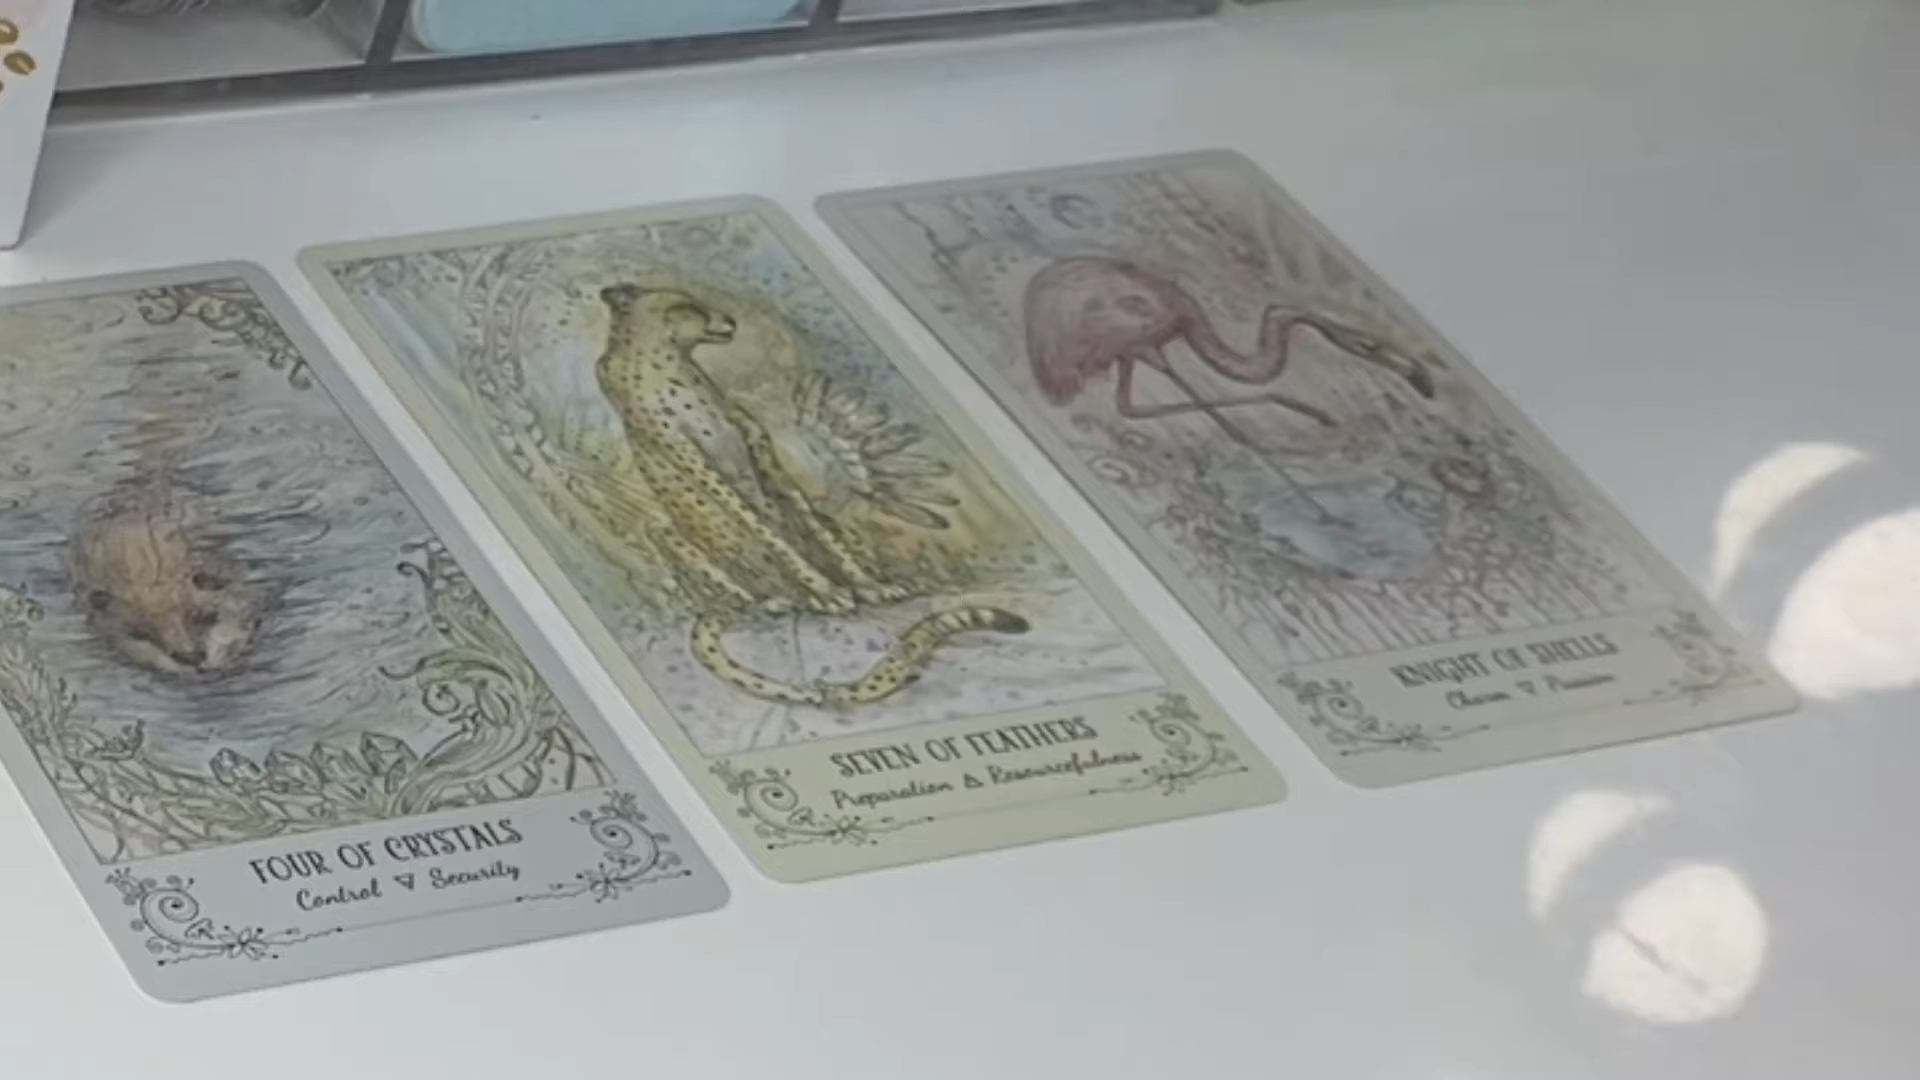 FOUR OF CRYSTALS
Control ▽ Security
SEVEN OF FEATHERS
Preparation △ Resourcefulness
KNIGHT OF SHELLS
Charm ▽ Passion